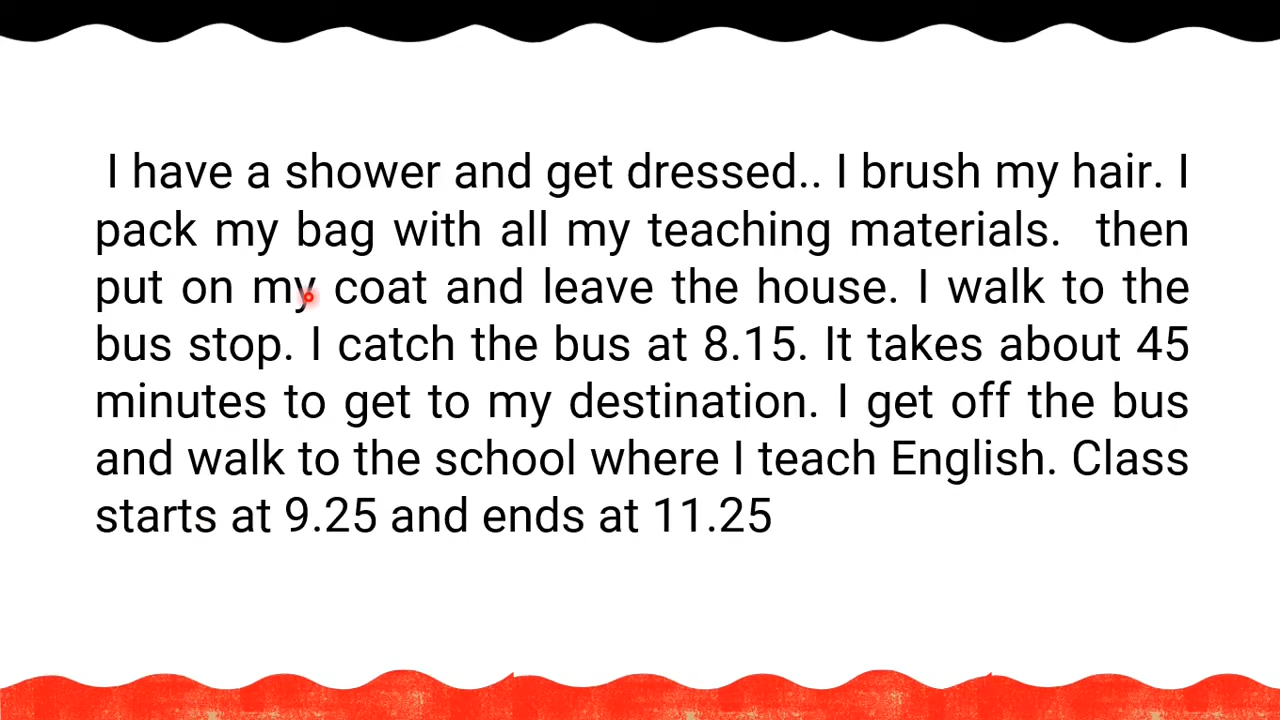 I have a shower and get dressed.. I brush my hair. I
pack my bag with all my teaching materials.  then
put on my coat and leave the house. I walk to the
bus stop. I catch the bus at 8.15. It takes about 45
minutes to get to my destination. I get off the bus
and walk to the school where I teach English. Class
starts at 9.25 and ends at 11.25